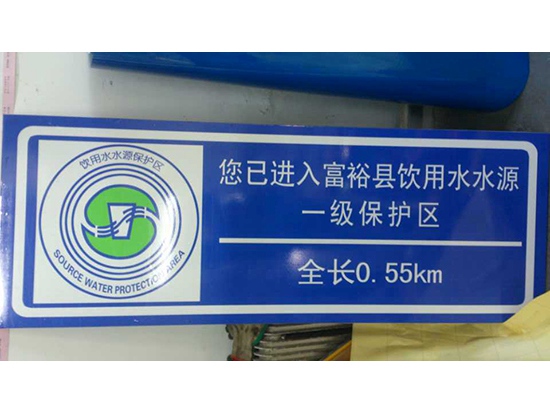 饮用水水源保护区
SOURCE WATER PROTECTION AREA
您已进入富裕县饮用水水源
一级保护区
全长0.55km